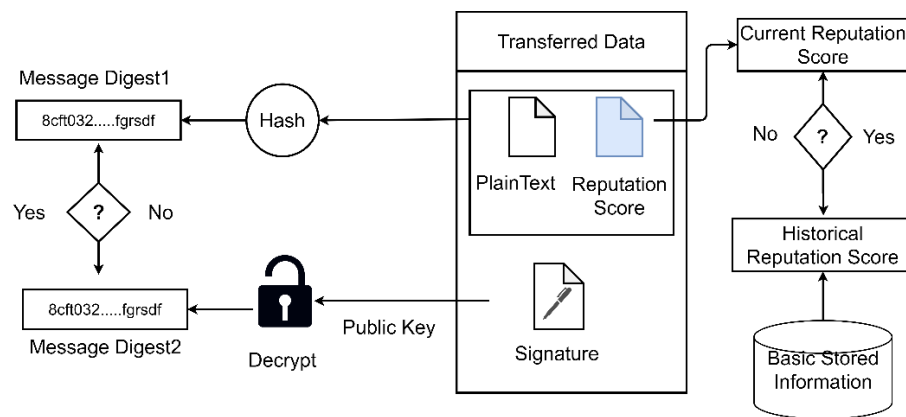 Transferred Data
Current Reputation
Score
Message Digest1
8cft032.....fgrsdf
Hash
PlainText
Reputation
Score
No
?
Yes
Yes
?
No
Historical
Reputation Score
8cft032.....fgrsdf
Message Digest2
Decrypt
Public Key
Signature
Basic Stored
Information